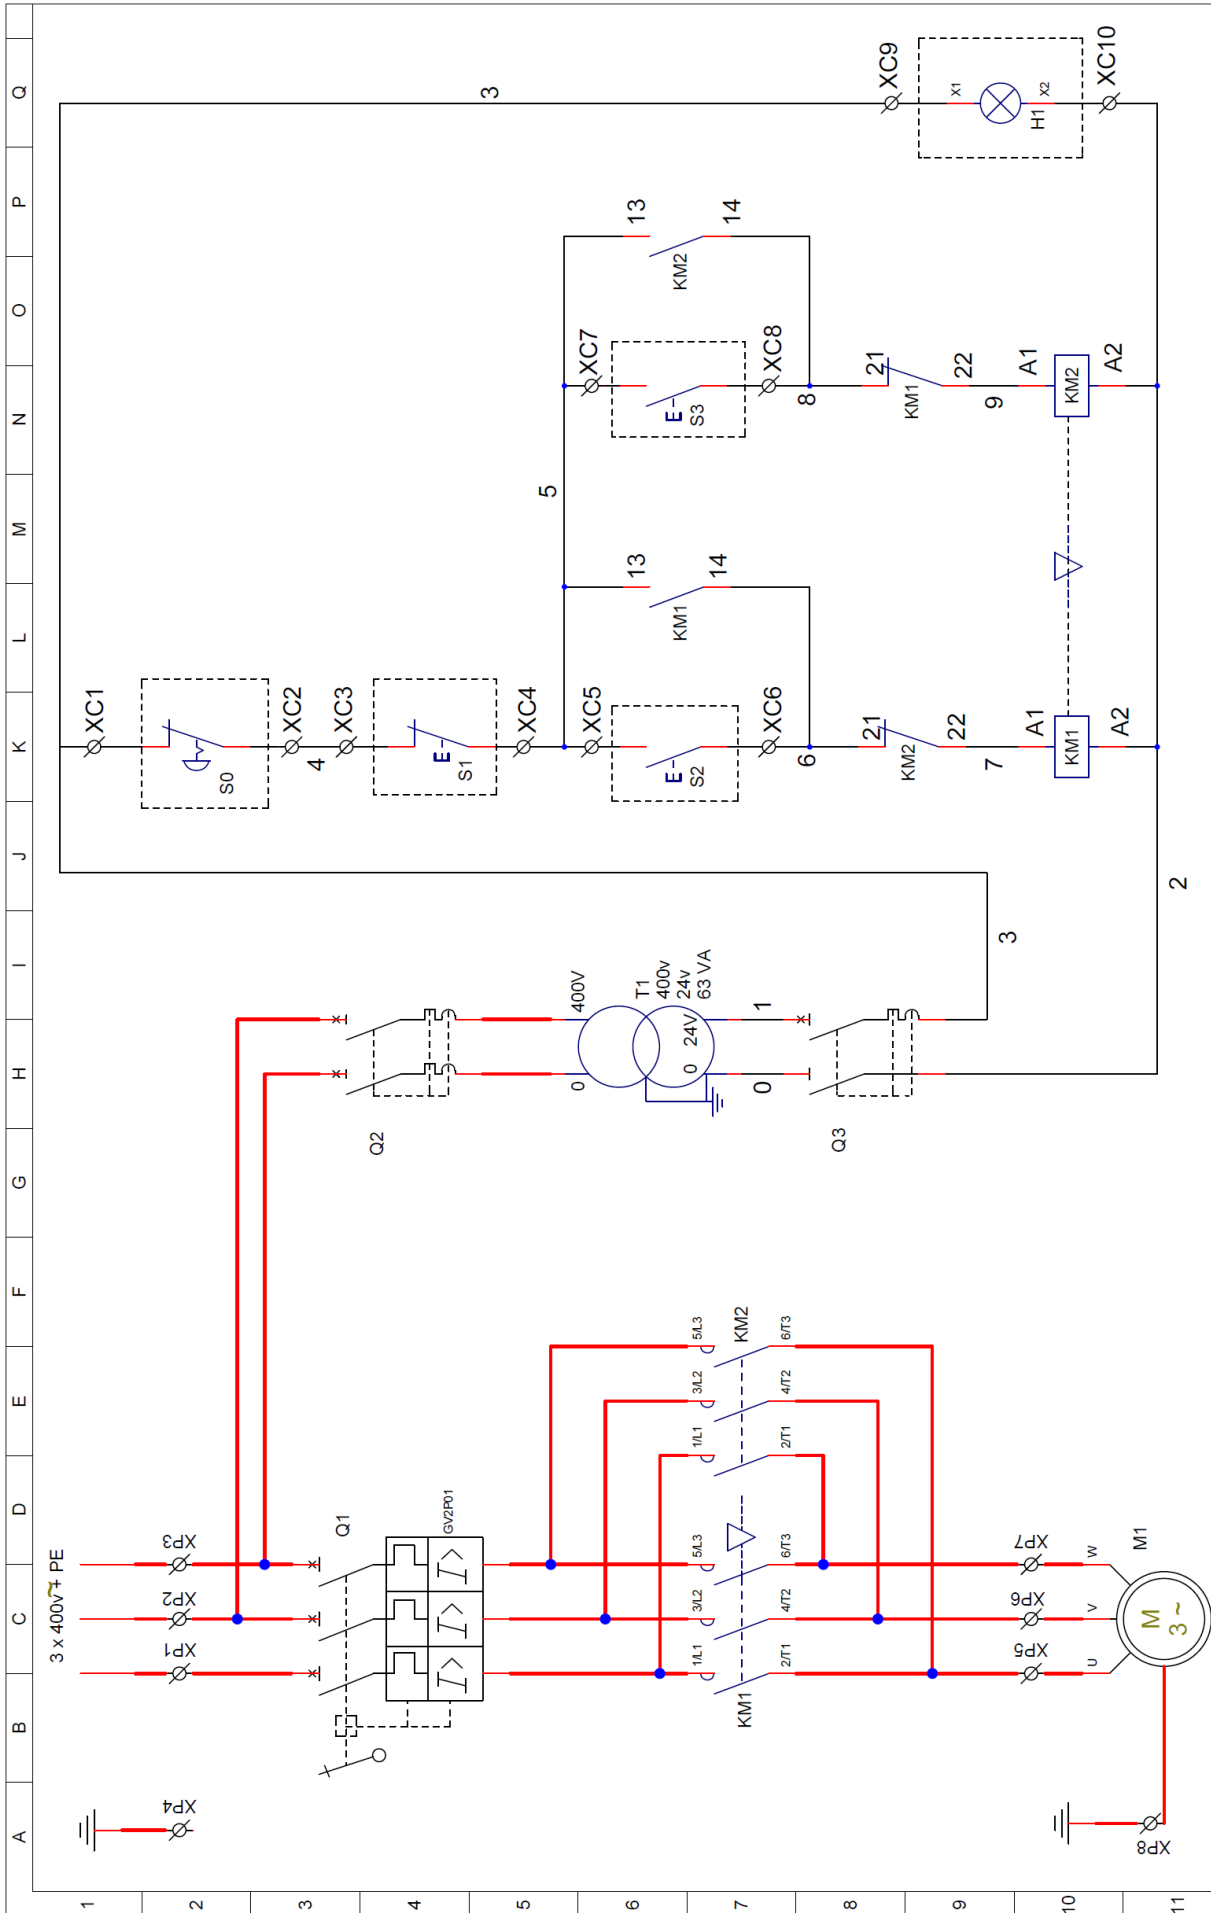 A B C D E F G H I J K L M N O P Q
1
2
3
4
5
6
7
8
9
10
11
3 x 400v + PE
~
XP4
XP1
XP2
XP3
Q1
GV2P01
1/L1
3/L2
5/L3
KM1
2/T1
4/T2
6/T3
1/L1
3/L2
5/L3
KM2
2/T1
4/T2
6/T3
XP5
XP6
XP7
U
V
W
M
3 ~
M1
XP8
Q2
0
400V
T1
400v
24v
63 VA
0
24V
0
1
Q3
3
2
XC1
S0
XC2
4
XC3
S1
XC4
5
XC5
S2
XC6
6
13
KM1
14
21
KM2
22
7
A1
KM1
A2
XC7
S3
XC8
8
13
KM2
14
21
KM1
22
9
A1
KM2
A2
3
XC9
X1
H1
X2
XC10